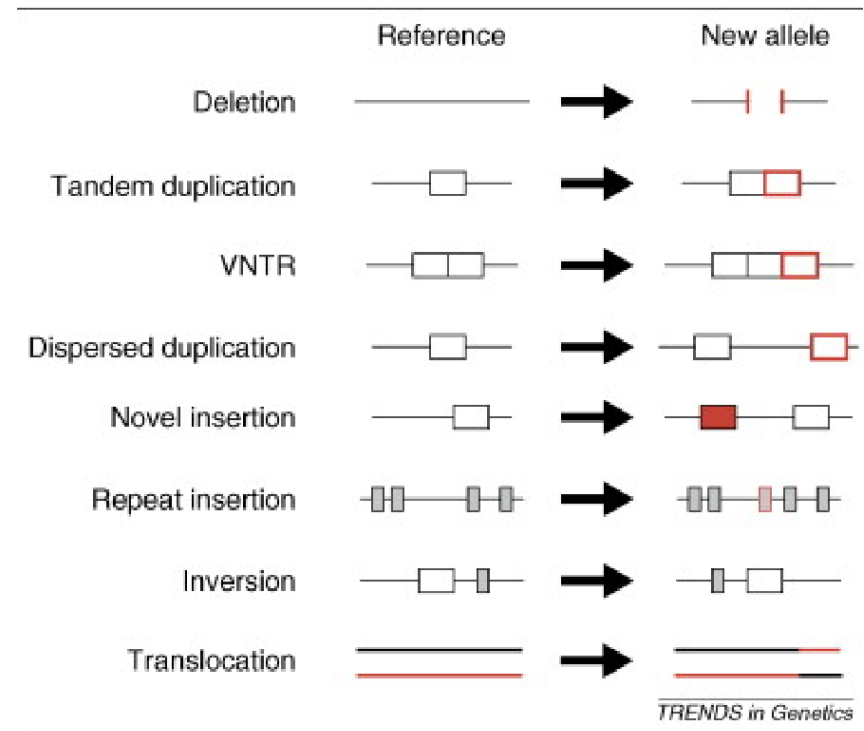 Reference New allele
Deletion
Tandem duplication
VNTR
Dispersed duplication
Novel insertion
Repeat insertion
Inversion
Translocation
TRENDS in Genetics